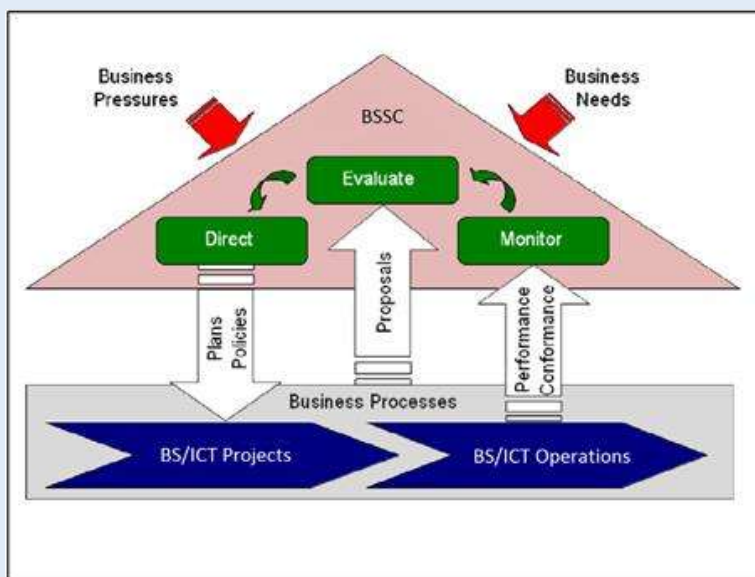 Business
Pressures
Business
Needs
BSSC
Evaluate
Direct
Monitor
Plans
Policies
Proposals
Performance
Conformance
Business Processes
BS/ICT Projects
BS/ICT Operations